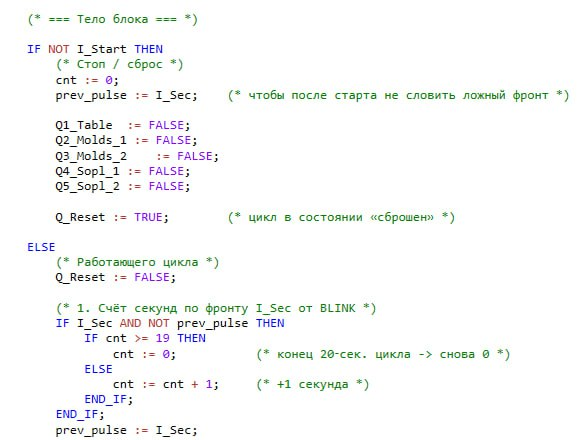 (* === Тело блока === *)
IF NOT I_Start THEN
(* Стоп / сброс *)
cnt := 0;
prev_pulse := I_Sec; (* чтобы после старта не словить ложный фронт *)
Q1_Table := FALSE;
Q2_Molds_1 := FALSE;
Q3_Molds_2 := FALSE;
Q4_Sopl_1 := FALSE;
Q5_Sopl_2 := FALSE;
Q_Reset := TRUE; (* цикл в состоянии «сброшен» *)
ELSE
(* Работающего цикла *)
Q_Reset := FALSE;
(* 1. Счёт секунд по фронту I_Sec от BLINK *)
IF I_Sec AND NOT prev_pulse THEN
IF cnt >= 19 THEN
cnt := 0; (* конец 20-сек. цикла -> снова 0 *)
ELSE
cnt := cnt + 1; (* +1 секунда *)
END_IF;
END_IF;
prev_pulse := I_Sec;